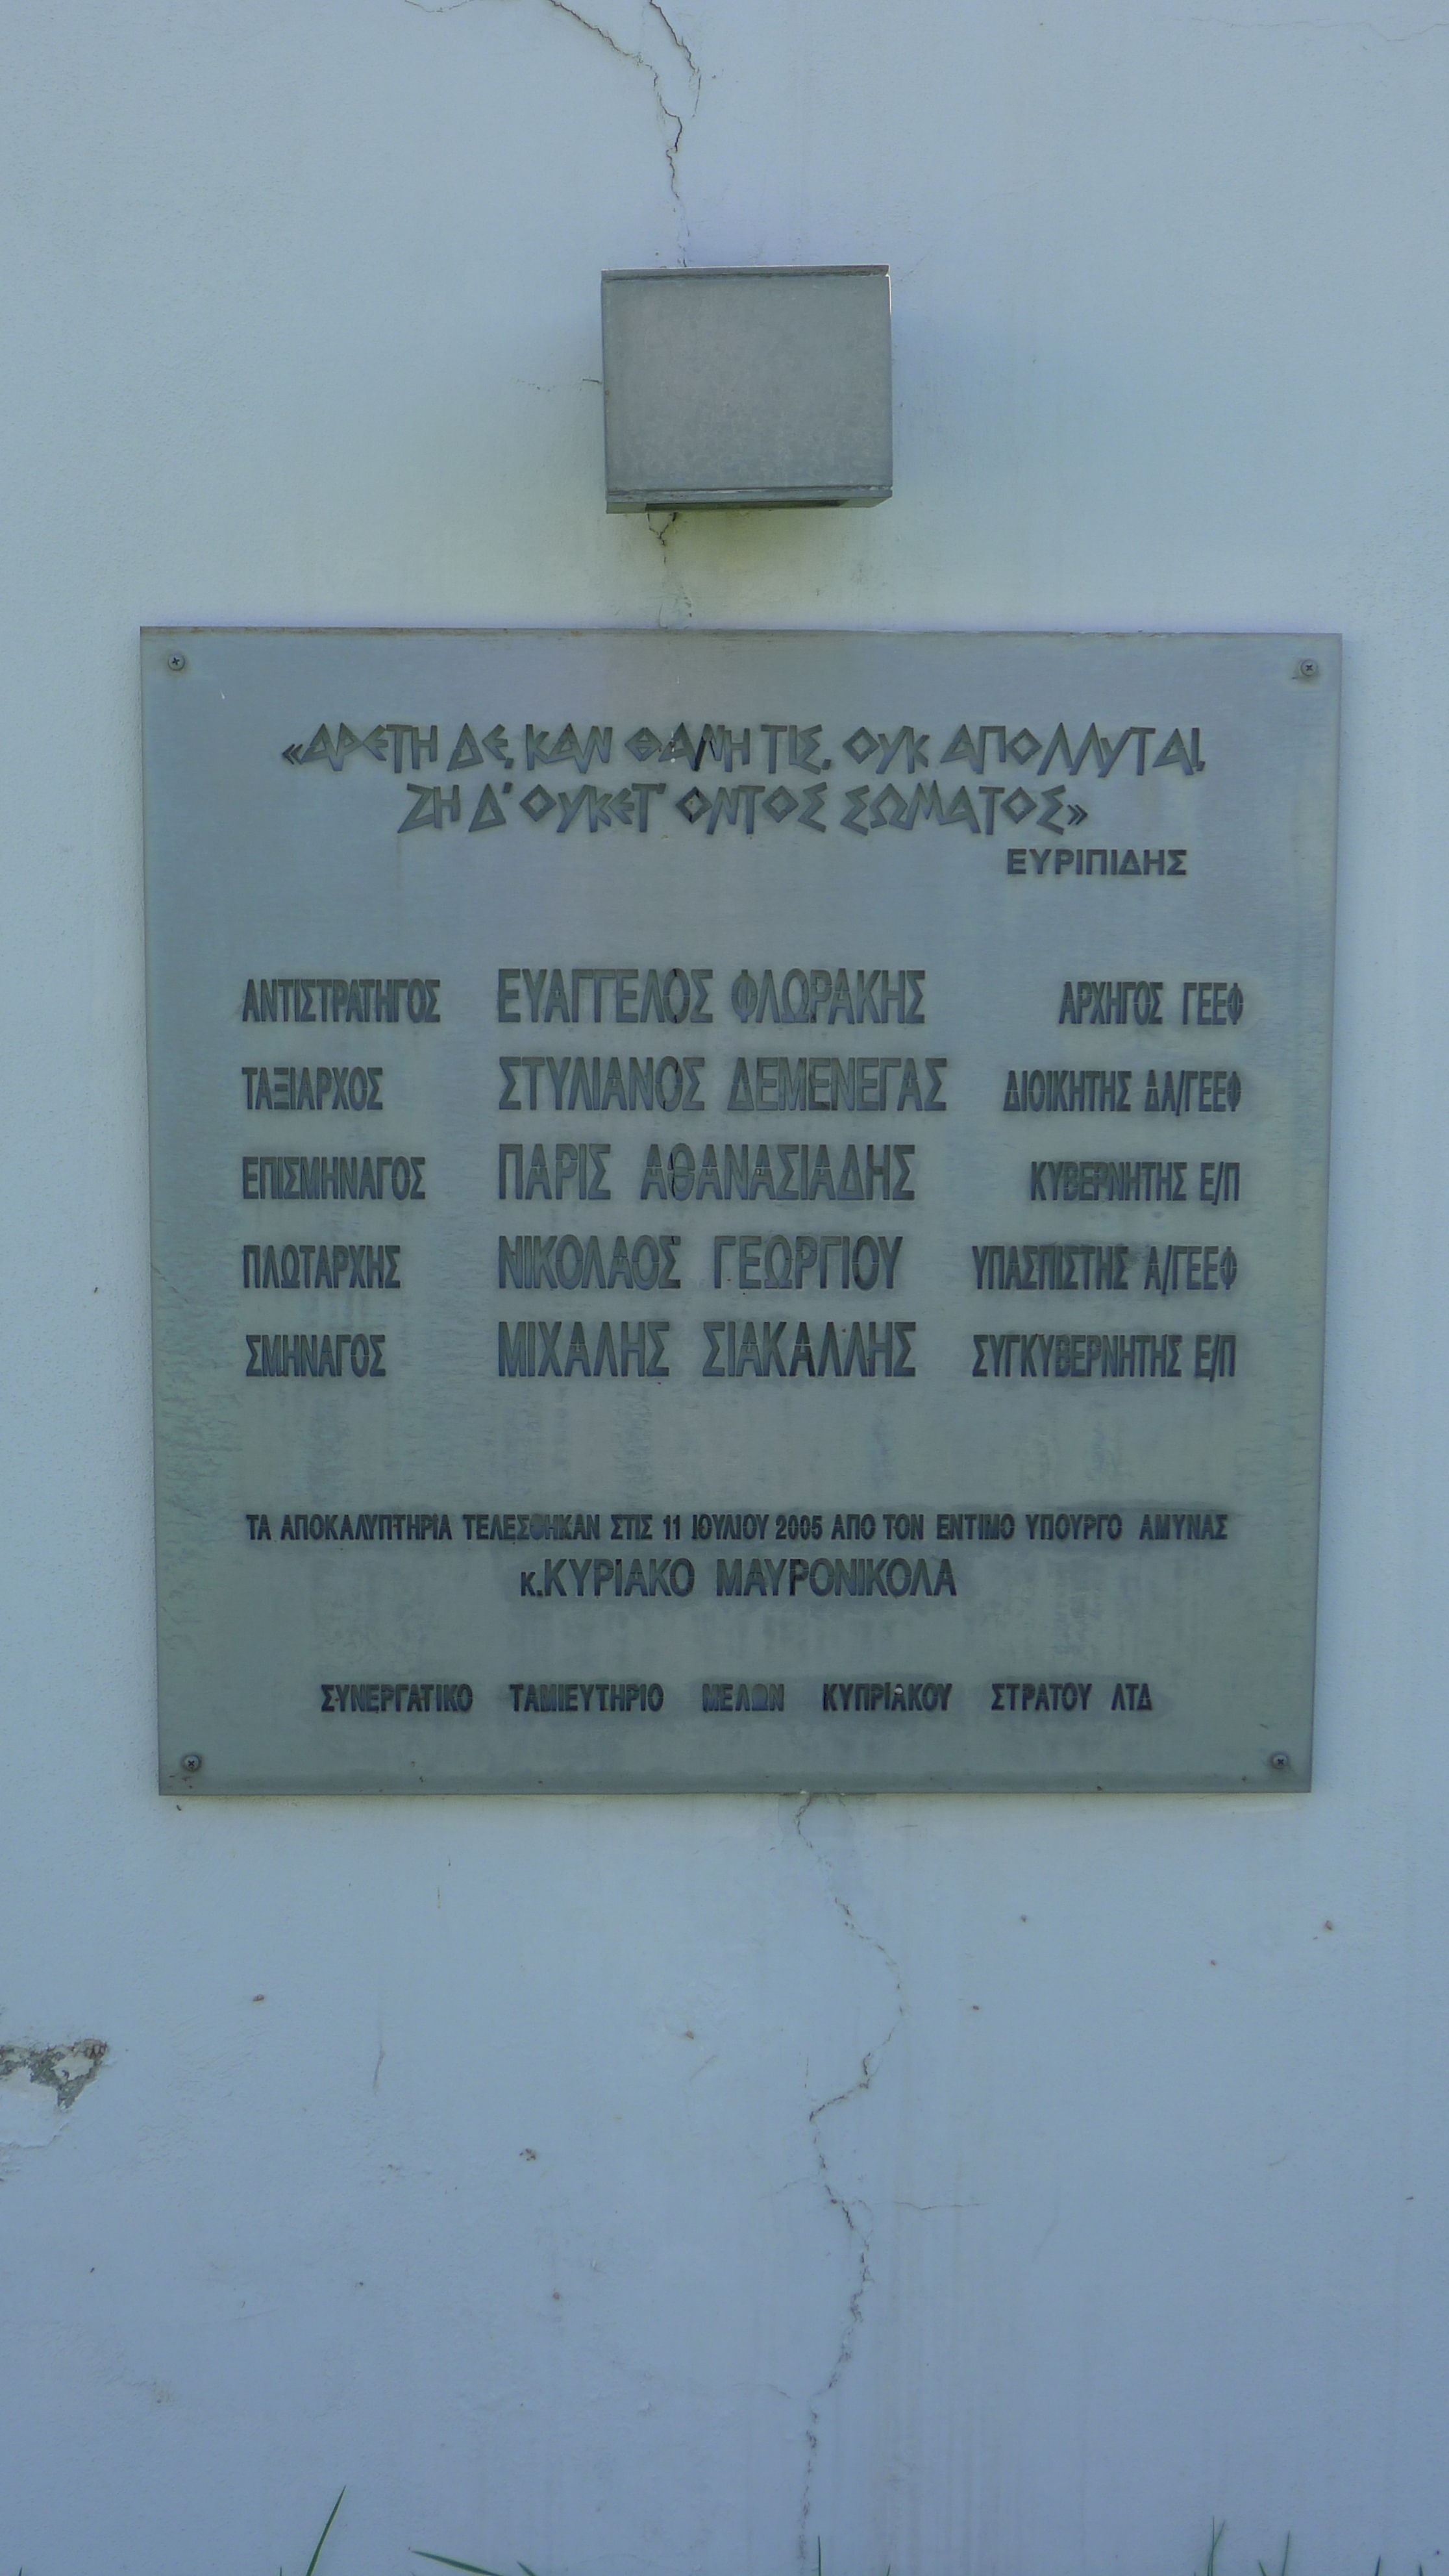 «ΑΡΕΤΗ ΔΕ, ΚΑΝ ΘΑΝΗ ΤΙΣ, ΟΥΚ ΑΠΟΛΛΥΤΑΙ,
ΖΗ Δ' ΟΥΚΕΤ' ΟΝΤΟΣ ΣΩΜΑΤΟΣ»
ΕΥΡΙΠΙΔΗΣ
ΑΝΤΙΣΤΡΑΤΗΓΟΣ ΕΥΑΓΓΕΛΟΣ ΦΛΩΡΑΚΗΣ ΑΡΧΗΓΟΣ ΓΕΕΦ
ΤΑΞΙΑΡΧΟΣ ΣΤΥΛΙΑΝΟΣ ΔΕΜΕΝΕΓΑΣ ΔΙΟΙΚΗΤΗΣ ΔΑ/ΓΕΕΦ
ΕΠΙΣΜΗΝΑΓΟΣ ΠΑΡΙΣ ΑΘΑΝΑΣΙΑΔΗΣ ΚΥΒΕΡΝΗΤΗΣ Ε/Π
ΠΛΩΤΑΡΧΗΣ ΝΙΚΟΛΑΟΣ ΓΕΩΡΓΙΟΥ ΥΠΑΣΠΙΣΤΗΣ Α/ΓΕΕΦ
ΣΜΗΝΑΓΟΣ ΜΙΧΑΛΗΣ ΣΙΑΚΑΛΛΗΣ ΣΥΓΚΥΒΕΡΝΗΤΗΣ Ε/Π
ΤΑ ΑΠΟΚΑΛΥΠΤΗΡΙΑ ΤΕΛΕΣΘΗΚΑΝ ΣΤΙΣ 11 ΙΟΥΛΙΟΥ 2005 ΑΠΟ ΤΟΝ ΕΝΤΙΜΟ ΥΠΟΥΡΓΟ ΑΜΥΝΑΣ
κ.ΚΥΡΙΑΚΟ ΜΑΥΡΟΝΙΚΟΛΑ
ΣΥΝΕΡΓΑΤΙΚΟ ΤΑΜΙΕΥΤΗΡΙΟ ΜΕΛΩΝ ΚΥΠΡΙΑΚΟΥ ΣΤΡΑΤΟΥ ΛΤΔ